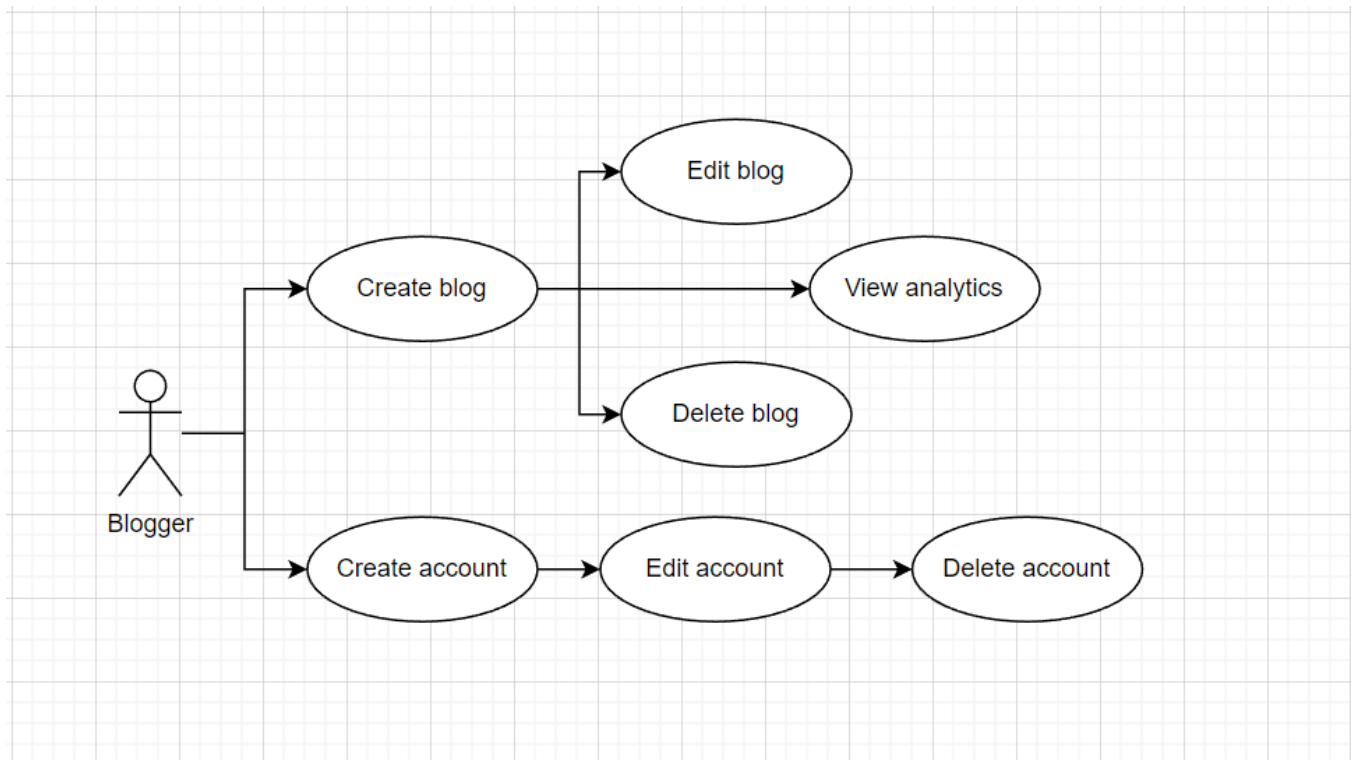 Edit blog
Create blog
View analytics
Delete blog
Blogger
Create account
Edit account
Delete account